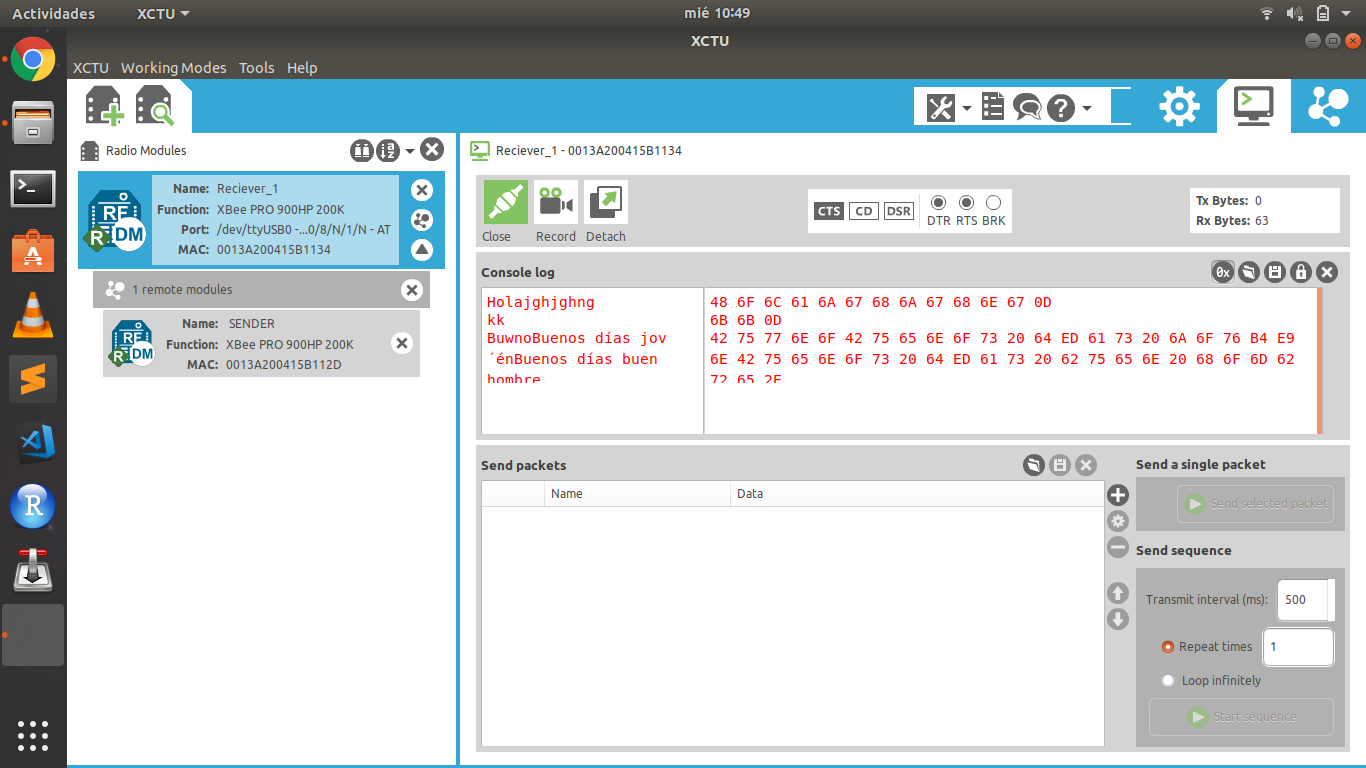 Actividades XCTU mié 10:49
XCTU
XCTU Working Modes Tools Help
Radio Modules
Name: Reciever_1
Function: XBee PRO 900HP 200K
Port: /dev/ttyUSB0 -...0/8/N/1/N - AT
MAC: 0013A200415B1134
1 remote modules
Name: SENDER
Function: XBee PRO 900HP 200K
MAC: 0013A200415B112D
Reciever_1 - 0013A200415B1134
Close Record Detach
CTS CD DSR
DTR RTS BRK
Tx Bytes: 0
Rx Bytes: 63
Console log
0x
Holajghjghng 48 6F 6C 61 6A 67 68 6A 67 68 6E 67 0D
kk 6B 6B 0D
BuwnoBuenos días jov 42 75 77 6E 6F 42 75 65 6E 6F 73 20 64 ED 61 73 20 6A 6F 76 B4 E9
´énBuenos días buen 6E 42 75 65 6E 6F 73 20 64 ED 61 73 20 62 75 65 6E 20 68 6F 6D 62
hombre. 72 65 2E
Send packets
Name Data
Send a single packet
Send selected packet
Send sequence
Transmit interval (ms): 500
Repeat times 1
Loop infinitely
Start sequence